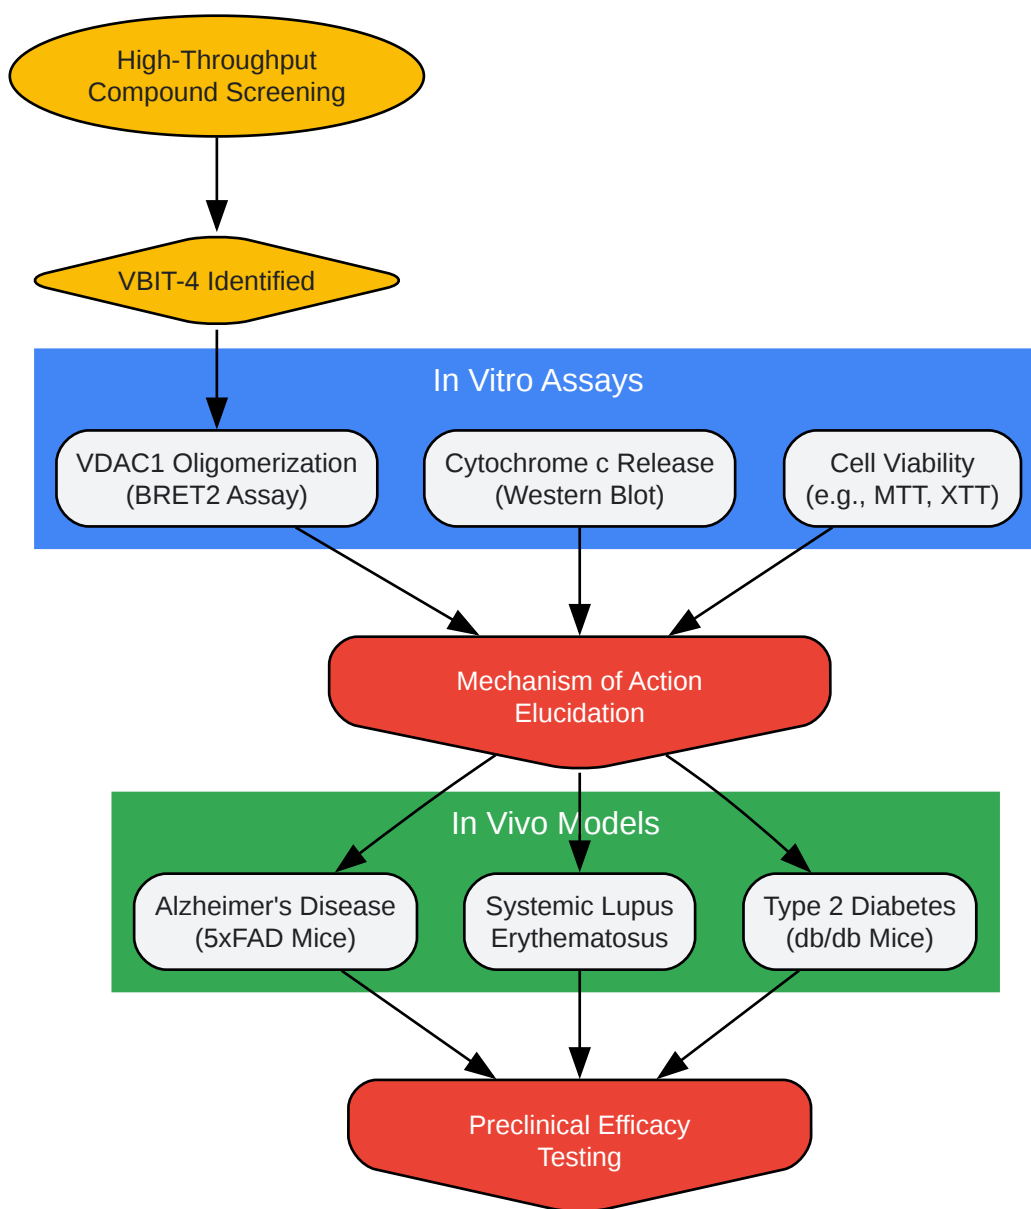 High-Throughput
Compound Screening
VBIT-4 Identified
In Vitro Assays
VDAC1 Oligomerization
(BRET2 Assay)
Cytochrome c Release
(Western Blot)
Cell Viability
(e.g., MTT, XTT)
Mechanism of Action
Elucidation
In Vivo Models
Alzheimer's Disease
(5xFAD Mice)
Systemic Lupus
Erythematosus
Type 2 Diabetes
(db/db Mice)
Preclinical Efficacy
Testing